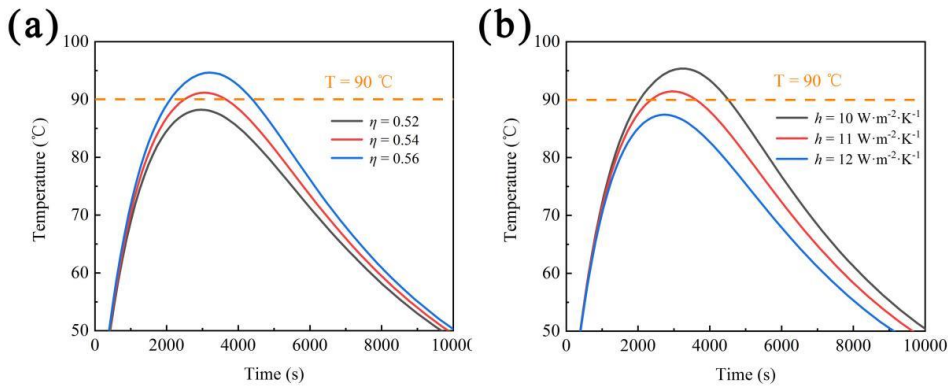 (a)
100
90
80
70
60
50
Temperature (℃)
T = 90 ℃
η = 0.52
η = 0.54
η = 0.56
0
2000
4000
6000
8000
1000(
Time (s)
(b)
100
90
80
70
60
50
Temperature (℃)
T = 90 ℃
h = 10 W·m⁻²·K⁻¹
h = 11 W·m⁻²·K⁻¹
h = 12 W·m⁻²·K⁻¹
0
2000
4000
6000
8000
10000
Time (s)